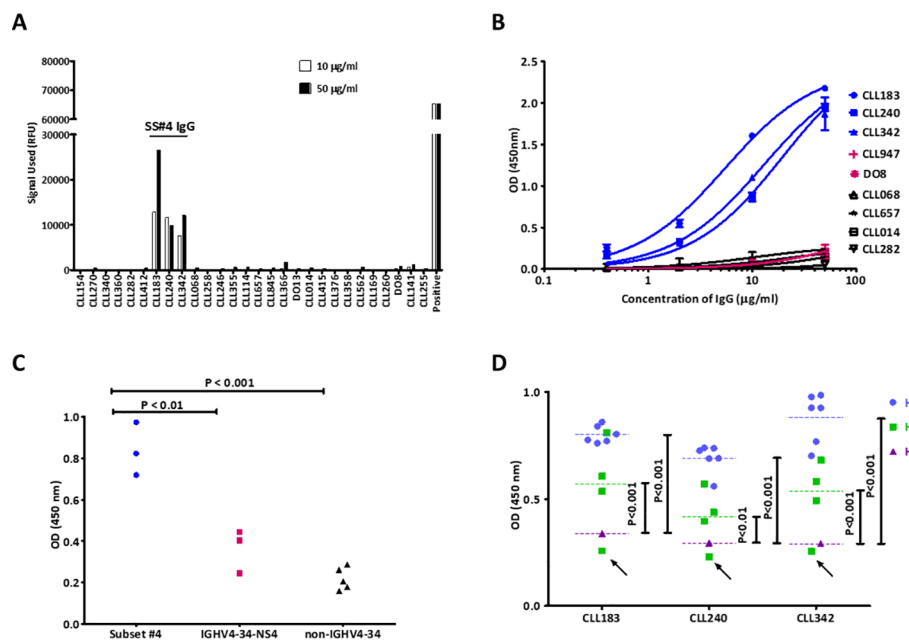 A
80000
70000
60000
30000
20000
10000
0
Signal Used (RFU)
10 µg/ml
50 µg/ml
SS#4 IgG
CLL154
CLL270
CLL340
CLL360
CLL282
CLL412
CLL183
CLL240
CLL342
CLL068
CLL258
CLL246
CLL355
CLL114
CLL657
CLL845
CLL366
DO13
CLL014
CLL415
CLL376
CLL358
CLL562
CLL169
CLL260
DO8
CLL141
CLL255
Positive
B
2.5
2.0
1.5
1.0
0.5
0.0
OD (450nm)
0.1
1
10
100
Concentration of IgG (µg/ml)
CLL183
CLL240
CLL342
CLL947
DO8
CLL068
CLL657
CLL014
CLL282
C
P < 0.001
P < 0.01
1.0
0.8
0.6
0.4
0.2
0.0
OD (450 nm)
Subset #4
IGHV4-34-NS4
non-IGHV4-34
D
1.0
0.5
0.0
OD (450 nm)
P<0.001
P<0.001
P<0.01
P<0.001
P<0.001
P<0.001
CLL183
CLL240
CLL342